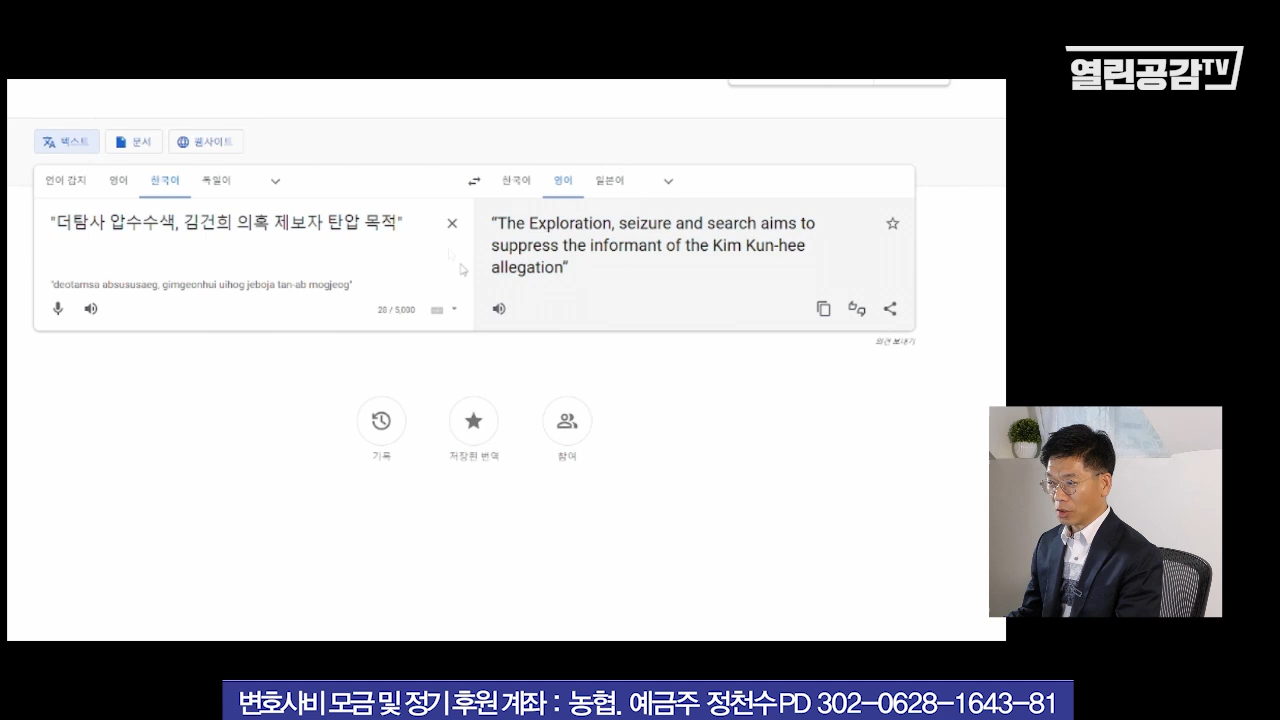 열린공감TV
텍스트
문서
웹사이트
언어 감지 영어 한국어 독일어
한국어 영어 일본어
"더탐사 압수수색, 김건희 의혹 제보자 탄압 목적"
“The Exploration, seizure and search aims to
suppress the informant of the Kim Kun-hee
allegation“
"deotamsa absususaeg, gimgeonhui uihog jeboja tan-ab mogjeog"
28 / 5,000
의견 보내기
기록
저장된 번역
참여
변호사비 모금 및 정기 후원 계좌 : 농협. 예금주 정천수PD 302-0628-1643-81